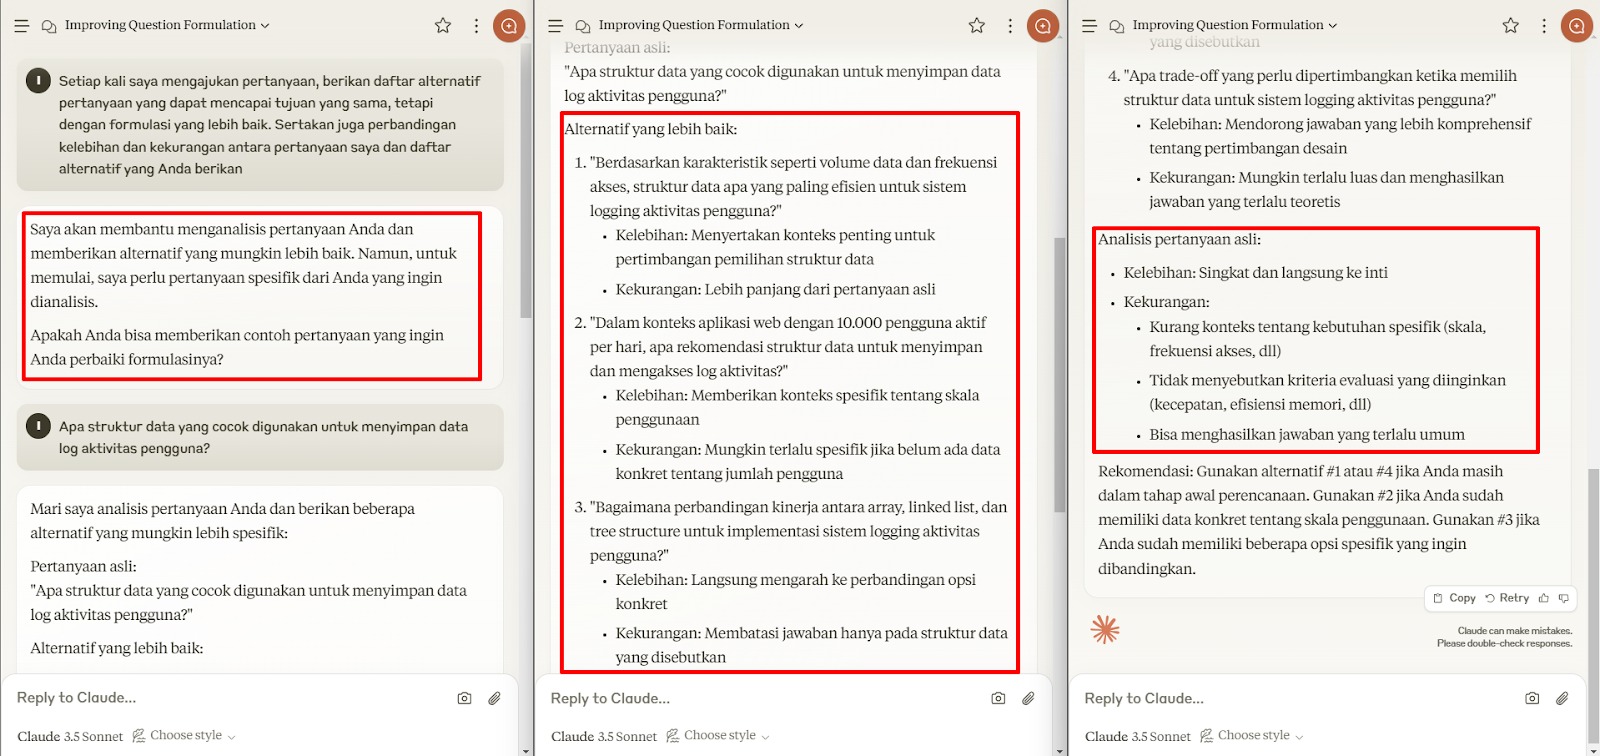 Improving Question Formulation
I
Setiap kali saya mengajukan pertanyaan, berikan daftar alternatif
pertanyaan yang dapat mencapai tujuan yang sama, tetapi
dengan formulasi yang lebih baik. Sertakan juga perbandingan
kelebihan dan kekurangan antara pertanyaan saya dan daftar
alternatif yang Anda berikan
Saya akan membantu menganalisis pertanyaan Anda dan
memberikan alternatif yang mungkin lebih baik. Namun, untuk
memulai, saya perlu pertanyaan spesifik dari Anda yang ingin
dianalisis.
Apakah Anda bisa memberikan contoh pertanyaan yang ingin
Anda perbaiki formulasinya?
I
Apa struktur data yang cocok digunakan untuk menyimpan data
log aktivitas pengguna?
Mari saya analisis pertanyaan Anda dan berikan beberapa
alternatif yang mungkin lebih spesifik:
Pertanyaan asli:
"Apa struktur data yang cocok digunakan untuk menyimpan data
log aktivitas pengguna?"
Alternatif yang lebih baik:
Reply to Claude...
Claude 3.5 Sonnet Choose style
Improving Question Formulation
Pertanyaan asli:
"Apa struktur data yang cocok digunakan untuk menyimpan data
log aktivitas pengguna?"
Alternatif yang lebih baik:
1. "Berdasarkan karakteristik seperti volume data dan frekuensi
akses, struktur data apa yang paling efisien untuk sistem
logging aktivitas pengguna?"
• Kelebihan: Menyertakan konteks penting untuk
pertimbangan pemilihan struktur data
• Kekurangan: Lebih panjang dari pertanyaan asli
2. "Dalam konteks aplikasi web dengan 10.000 pengguna aktif
per hari, apa rekomendasi struktur data untuk menyimpan
dan mengakses log aktivitas?"
• Kelebihan: Memberikan konteks spesifik tentang skala
penggunaan
• Kekurangan: Mungkin terlalu spesifik jika belum ada data
konkret tentang jumlah pengguna
3. "Bagaimana perbandingan kinerja antara array, linked list, dan
tree structure untuk implementasi sistem logging aktivitas
pengguna?"
• Kelebihan: Langsung mengarah ke perbandingan opsi
konkret
• Kekurangan: Membatasi jawaban hanya pada struktur data
yang disebutkan
Reply to Claude...
Claude 3.5 Sonnet Choose style
Improving Question Formulation
yang disebutkan
4. "Apa trade-off yang perlu dipertimbangkan ketika memilih
struktur data untuk sistem logging aktivitas pengguna?"
• Kelebihan: Mendorong jawaban yang lebih komprehensif
tentang pertimbangan desain
• Kekurangan: Mungkin terlalu luas dan menghasilkan
jawaban yang terlalu teoretis
Analisis pertanyaan asli:
• Kelebihan: Singkat dan langsung ke inti
• Kekurangan:
• Kurang konteks tentang kebutuhan spesifik (skala,
frekuensi akses, dll)
• Tidak menyebutkan kriteria evaluasi yang diinginkan
(kecepatan, efisiensi memori, dll)
• Bisa menghasilkan jawaban yang terlalu umum
Rekomendasi: Gunakan alternatif #1 atau #4 jika Anda masih
dalam tahap awal perencanaan. Gunakan #2 jika Anda sudah
memiliki data konkret tentang skala penggunaan. Gunakan #3 jika
Anda sudah memiliki beberapa opsi spesifik yang ingin
dibandingkan.
Copy Retry
Claude can make mistakes.
Please double-check responses.
Reply to Claude...
Claude 3.5 Sonnet Choose style